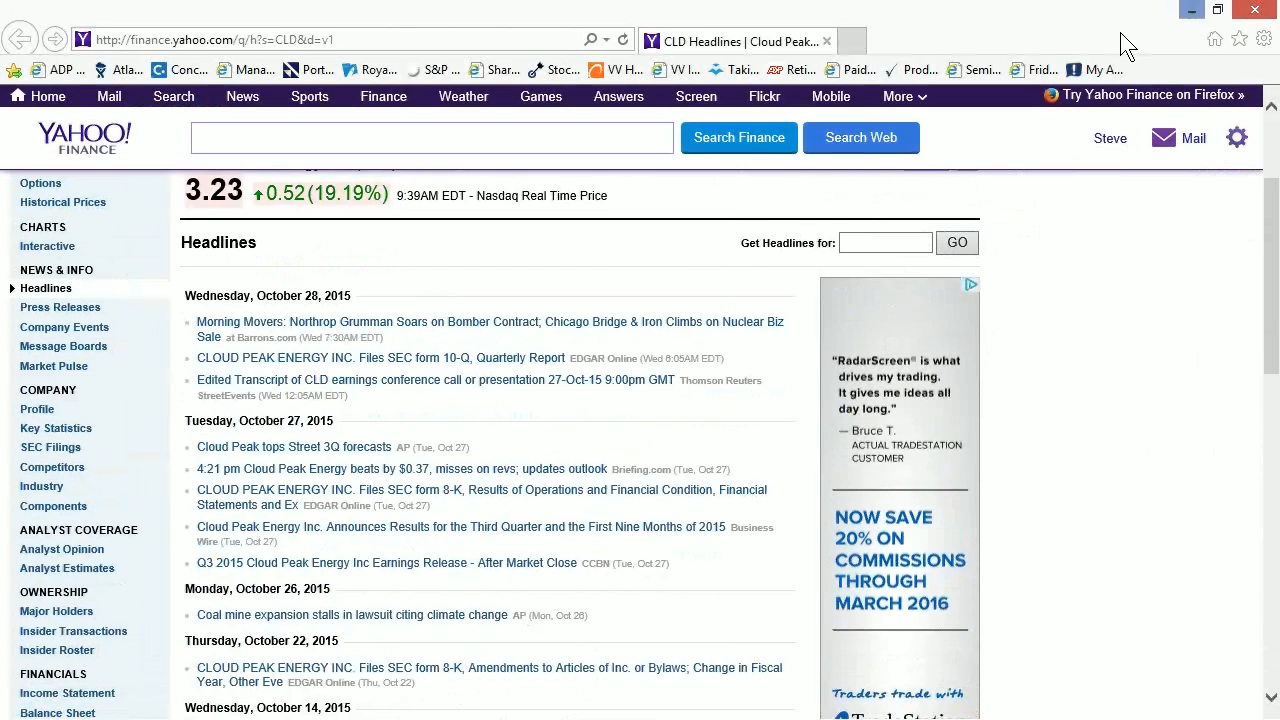 http://finance.yahoo.com/q/h?s=CLD&d=v1
CLD Headlines | Cloud Peak...
ADP ... Atla... Conc... Mana... Port... Roya... S&P ... Shar... Stoc... VV H... VV I... Taki... Reti... Paid... Prod... Semi... Frid... My A...
Home Mail Search News Sports Finance Weather Games Answers Screen Flickr Mobile More Try Yahoo Finance on Firefox »
YAHOO!
FINANCE
Search Finance Search Web Steve Mail
3.23 0.52 (19.19%) 9:39AM EDT - Nasdaq Real Time Price
Options
Historical Prices
CHARTS
Interactive
NEWS & INFO
Headlines
Press Releases
Company Events
Message Boards
Market Pulse
COMPANY
Profile
Key Statistics
SEC Filings
Competitors
Industry
Components
ANALYST COVERAGE
Analyst Opinion
Analyst Estimates
OWNERSHIP
Major Holders
Insider Transactions
Insider Roster
FINANCIALS
Income Statement
Balance Sheet
Headlines Get Headlines for: GO
Wednesday, October 28, 2015
Morning Movers: Northrop Grumman Soars on Bomber Contract; Chicago Bridge & Iron Climbs on Nuclear Biz
Sale at Barrons.com (Wed 7:30AM EDT)
CLOUD PEAK ENERGY INC. Files SEC form 10-Q, Quarterly Report EDGAR Online (Wed 6:05AM EDT)
Edited Transcript of CLD earnings conference call or presentation 27-Oct-15 9:00pm GMT Thomson Reuters
StreetEvents (Wed 12:05AM EDT)
Tuesday, October 27, 2015
Cloud Peak tops Street 3Q forecasts AP (Tue, Oct 27)
4:21 pm Cloud Peak Energy beats by $0.37, misses on revs; updates outlook Briefing.com (Tue, Oct 27)
CLOUD PEAK ENERGY INC. Files SEC form 8-K, Results of Operations and Financial Condition, Financial
Statements and Ex EDGAR Online (Tue, Oct 27)
Cloud Peak Energy Inc. Announces Results for the Third Quarter and the First Nine Months of 2015 Business
Wire (Tue, Oct 27)
Q3 2015 Cloud Peak Energy Inc Earnings Release - After Market Close CCBN (Tue, Oct 27)
Monday, October 26, 2015
Coal mine expansion stalls in lawsuit citing climate change AP (Mon, Oct 26)
Thursday, October 22, 2015
CLOUD PEAK ENERGY INC. Files SEC form 8-K, Amendments to Articles of Inc. or Bylaws; Change in Fiscal
Year, Other Eve EDGAR Online (Thu, Oct 22)
Wednesday, October 14, 2015
"RadarScreen® is what
drives my trading.
It gives me ideas all
day long."
— Bruce T.
ACTUAL TRADESTATION
CUSTOMER
NOW SAVE
20% ON
COMMISSIONS
THROUGH
MARCH 2016
Traders trade with
TradeStation